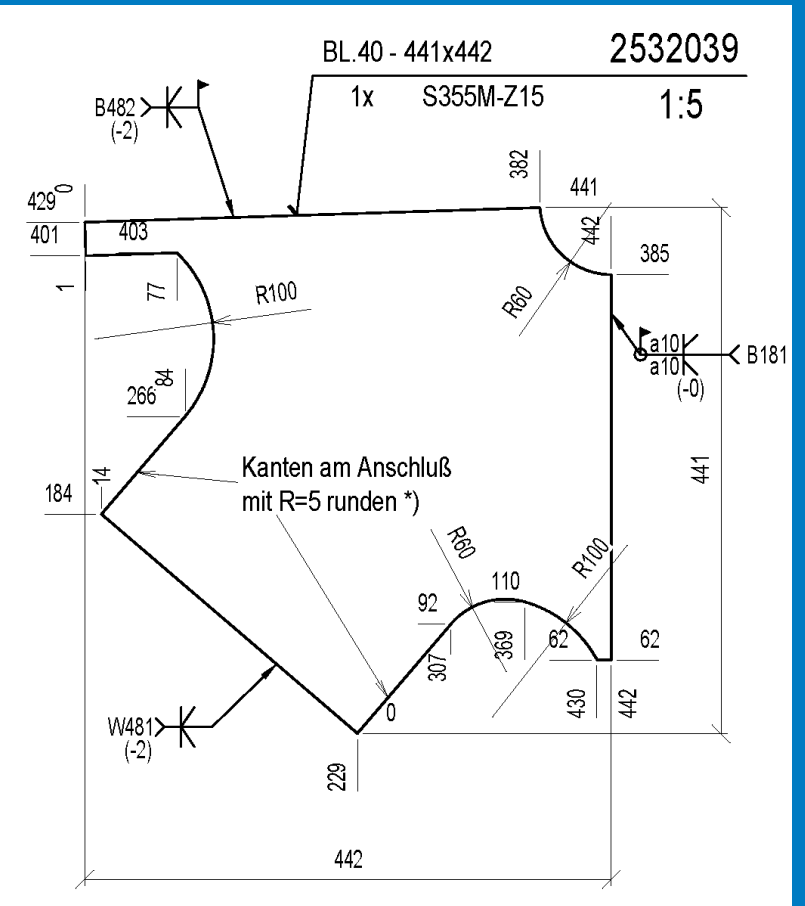 BL.40 - 441x442
2532039
1x
S355M-Z15
1:5
B482
(-2)
382
441
429
0
401
403
442
385
1
77
R100
R60
a10
a10
(-0)
B181
266
84
14
184
Kanten am Anschluß
mit R=5 runden *)
441
R60
R100
110
92
307
369
62
62
430
442
0
W481
(-2)
229
442